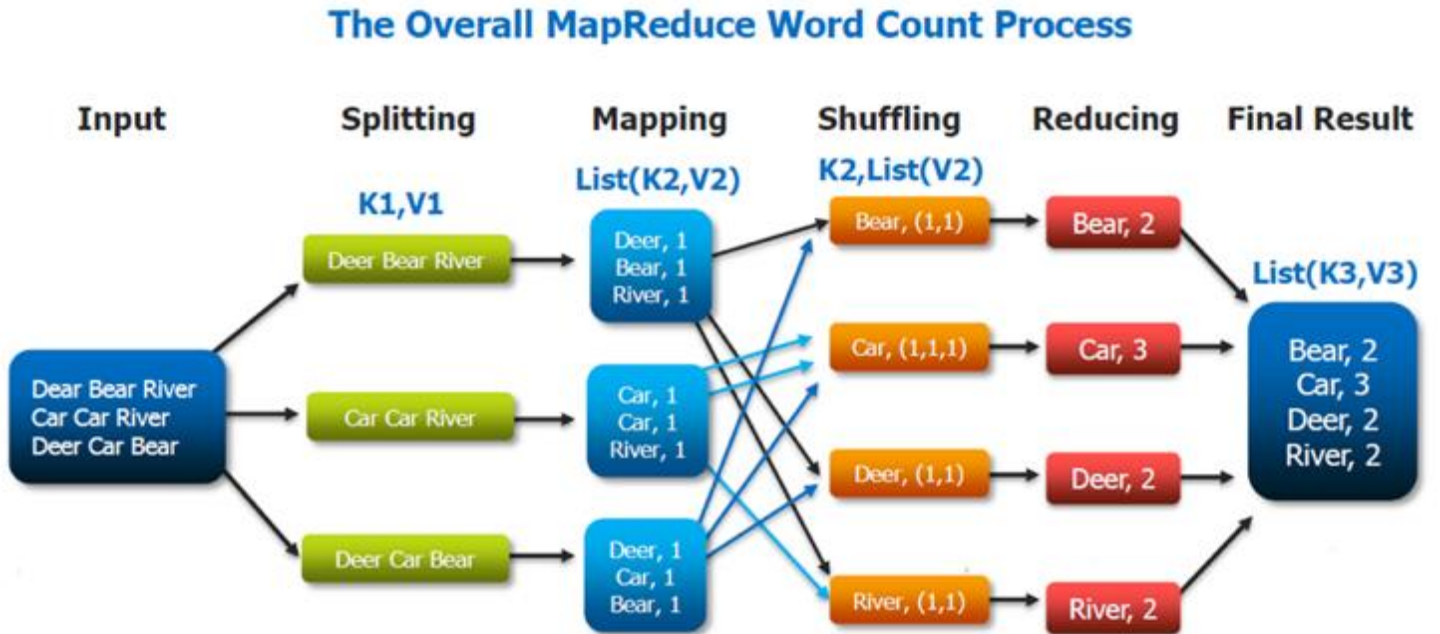 The Overall MapReduce Word Count Process
Input
Splitting
Mapping
Shuffling
Reducing
Final Result
K1,V1
List(K2,V2)
K2,List(V2)
List(K3,V3)
Dear Bear River
Car Car River
Deer Car Bear
Deer Bear River
Car Car River
Deer Car Bear
Deer, 1
Bear, 1
River, 1
Car, 1
Car, 1
River, 1
Deer, 1
Car, 1
Bear, 1
Bear, (1,1)
Car, (1,1,1)
Deer, (1,1)
River, (1,1)
Bear, 2
Car, 3
Deer, 2
River, 2
Bear, 2
Car, 3
Deer, 2
River, 2